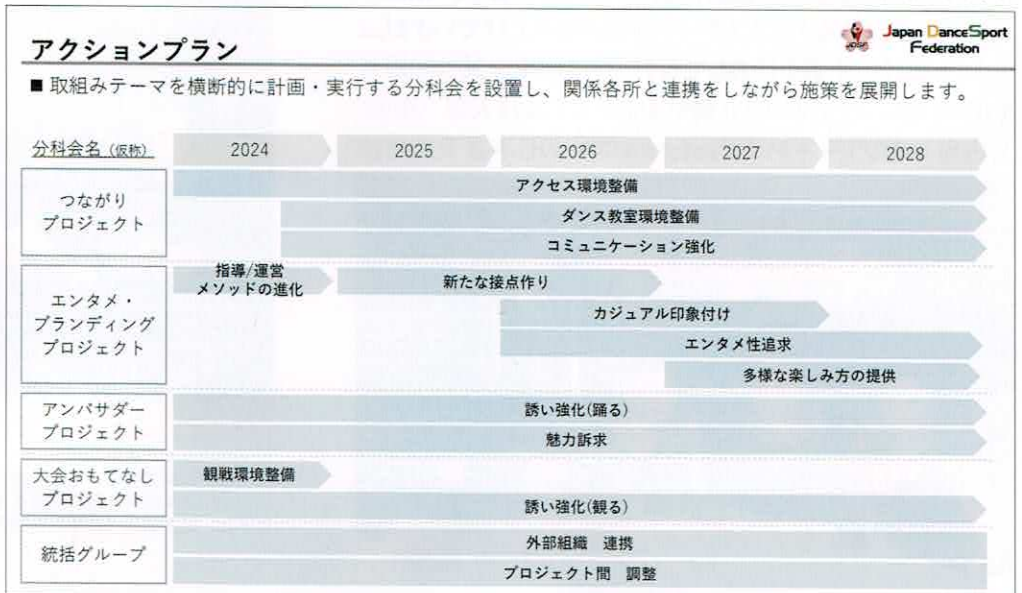 アクションプラン
JDSF
Japan DanceSport
Federation
■ 取組みテーマを横断的に計画・実行する分科会を設置し、関係各所と連携をしながら施策を展開します。
分科会名(仮称)
2024
2025
2026
2027
2028
つながり
プロジェクト
アクセス環境整備
ダンス教室環境整備
コミュニケーション強化
エンタメ・
ブランディング
プロジェクト
指導/運営
メソッドの進化
新たな接点作り
カジュアル印象付け
エンタメ性追求
多様な楽しみ方の提供
アンバサダー
プロジェクト
誘い強化(踊る)
魅力訴求
大会おもてなし
プロジェクト
観戦環境整備
誘い強化(観る)
統括グループ
外部組織 連携
プロジェクト間 調整